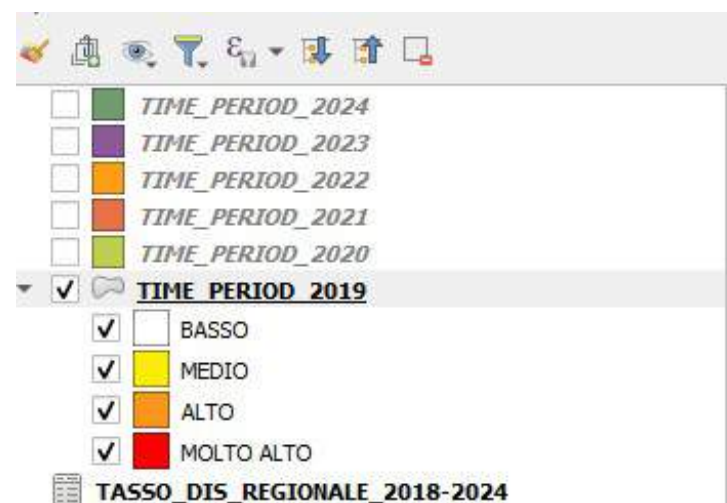 TIME_PERIOD_2024
TIME_PERIOD_2023
TIME_PERIOD_2022
TIME_PERIOD_2021
TIME_PERIOD_2020
TIME_PERIOD_2019
BASSO
MEDIO
ALTO
MOLTO ALTO
TASSO_DIS_REGIONALE_2018-2024